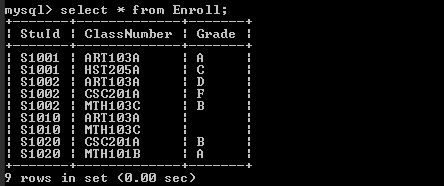 mysql> select * from Enroll;
+-------+-------------+-------+
| StuId | ClassNumber | Grade |
+-------+-------------+-------+
| S1001 | ART103A | A |
| S1001 | HST205A | C |
| S1002 | ART103A | D |
| S1002 | CSC201A | F |
| S1002 | MTH103C | B |
| S1010 | ART103A | |
| S1010 | MTH103C | |
| S1020 | CSC201A | B |
| S1020 | MTH101B | A |
+-------+-------------+-------+
9 rows in set (0.00 sec)